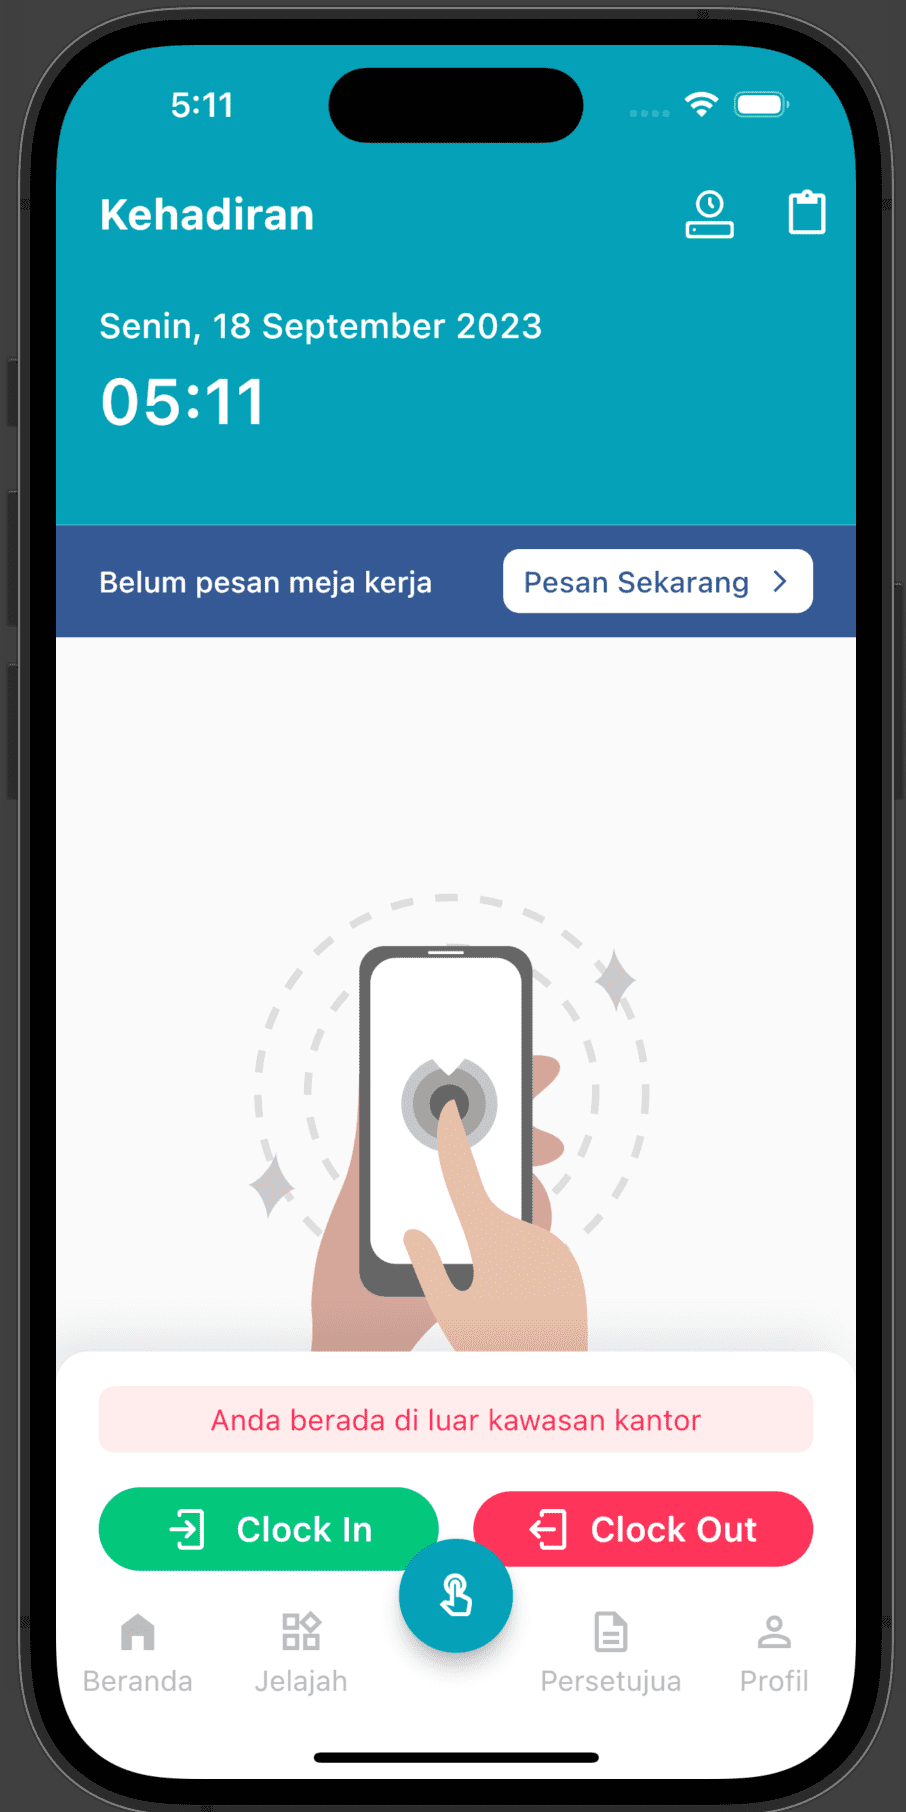 5:11
Kehadiran
Senin, 18 September 2023
05:11
Belum pesan meja kerja
Pesan Sekarang
Anda berada di luar kawasan kantor
Clock In
Clock Out
Beranda
Jelajah
Persetujua
Profil